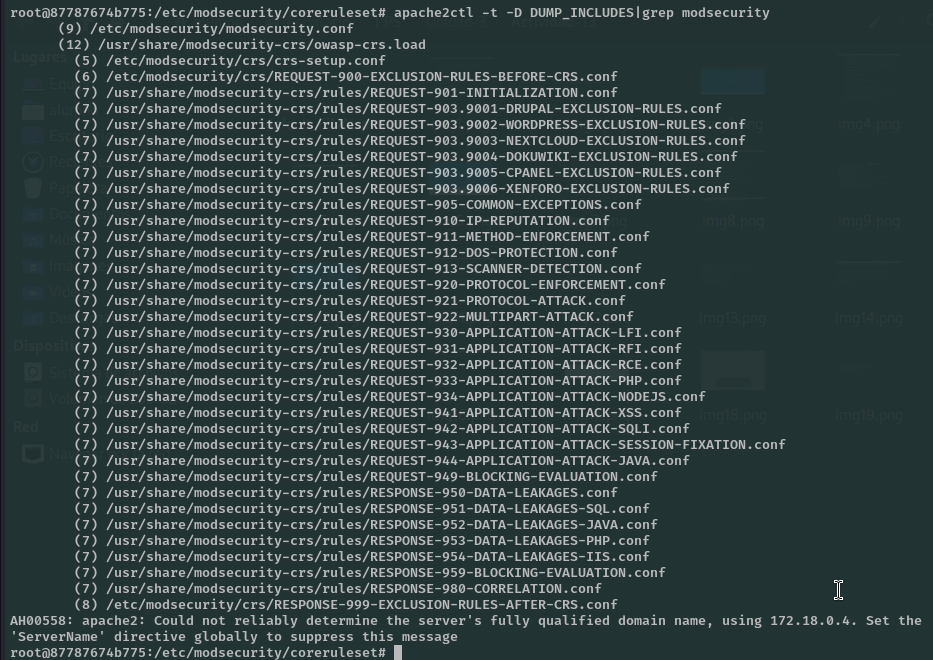 root@87787674b775:/etc/modsecurity/coreruleset# apache2ctl -t -D DUMP_INCLUDES|grep modsecurity
(9) /etc/modsecurity/modsecurity.conf
(12) /usr/share/modsecurity-crs/owasp-crs.load
(5) /etc/modsecurity/crs/crs-setup.conf
(6) /etc/modsecurity/crs/REQUEST-900-EXCLUSION-RULES-BEFORE-CRS.conf
(7) /usr/share/modsecurity-crs/rules/REQUEST-901-INITIALIZATION.conf
(7) /usr/share/modsecurity-crs/rules/REQUEST-903.9001-DRUPAL-EXCLUSION-RULES.conf
(7) /usr/share/modsecurity-crs/rules/REQUEST-903.9002-WORDPRESS-EXCLUSION-RULES.conf
(7) /usr/share/modsecurity-crs/rules/REQUEST-903.9003-NEXTCLOUD-EXCLUSION-RULES.conf
(7) /usr/share/modsecurity-crs/rules/REQUEST-903.9004-DOKUWIKI-EXCLUSION-RULES.conf
(7) /usr/share/modsecurity-crs/rules/REQUEST-903.9005-CPANEL-EXCLUSION-RULES.conf
(7) /usr/share/modsecurity-crs/rules/REQUEST-903.9006-XENFORO-EXCLUSION-RULES.conf
(7) /usr/share/modsecurity-crs/rules/REQUEST-905-COMMON-EXCEPTIONS.conf
(7) /usr/share/modsecurity-crs/rules/REQUEST-910-IP-REPUTATION.conf
(7) /usr/share/modsecurity-crs/rules/REQUEST-911-METHOD-ENFORCEMENT.conf
(7) /usr/share/modsecurity-crs/rules/REQUEST-912-DOS-PROTECTION.conf
(7) /usr/share/modsecurity-crs/rules/REQUEST-913-SCANNER-DETECTION.conf
(7) /usr/share/modsecurity-crs/rules/REQUEST-920-PROTOCOL-ENFORCEMENT.conf
(7) /usr/share/modsecurity-crs/rules/REQUEST-921-PROTOCOL-ATTACK.conf
(7) /usr/share/modsecurity-crs/rules/REQUEST-922-MULTIPART-ATTACK.conf
(7) /usr/share/modsecurity-crs/rules/REQUEST-930-APPLICATION-ATTACK-LFI.conf
(7) /usr/share/modsecurity-crs/rules/REQUEST-931-APPLICATION-ATTACK-RFI.conf
(7) /usr/share/modsecurity-crs/rules/REQUEST-932-APPLICATION-ATTACK-RCE.conf
(7) /usr/share/modsecurity-crs/rules/REQUEST-933-APPLICATION-ATTACK-PHP.conf
(7) /usr/share/modsecurity-crs/rules/REQUEST-934-APPLICATION-ATTACK-NODEJS.conf
(7) /usr/share/modsecurity-crs/rules/REQUEST-941-APPLICATION-ATTACK-XSS.conf
(7) /usr/share/modsecurity-crs/rules/REQUEST-942-APPLICATION-ATTACK-SQLI.conf
(7) /usr/share/modsecurity-crs/rules/REQUEST-943-APPLICATION-ATTACK-SESSION-FIXATION.conf
(7) /usr/share/modsecurity-crs/rules/REQUEST-944-APPLICATION-ATTACK-JAVA.conf
(7) /usr/share/modsecurity-crs/rules/REQUEST-949-BLOCKING-EVALUATION.conf
(7) /usr/share/modsecurity-crs/rules/RESPONSE-950-DATA-LEAKAGES.conf
(7) /usr/share/modsecurity-crs/rules/RESPONSE-951-DATA-LEAKAGES-SQL.conf
(7) /usr/share/modsecurity-crs/rules/RESPONSE-952-DATA-LEAKAGES-JAVA.conf
(7) /usr/share/modsecurity-crs/rules/RESPONSE-953-DATA-LEAKAGES-PHP.conf
(7) /usr/share/modsecurity-crs/rules/RESPONSE-954-DATA-LEAKAGES-IIS.conf
(7) /usr/share/modsecurity-crs/rules/RESPONSE-959-BLOCKING-EVALUATION.conf
(7) /usr/share/modsecurity-crs/rules/RESPONSE-980-CORRELATION.conf
(8) /etc/modsecurity/crs/RESPONSE-999-EXCLUSION-RULES-AFTER-CRS.conf
AH00558: apache2: Could not reliably determine the server's fully qualified domain name, using 172.18.0.4. Set the
'ServerName' directive globally to suppress this message
root@87787674b775:/etc/modsecurity/coreruleset#